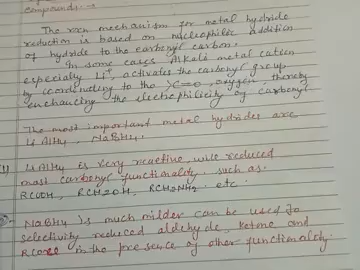 compounds :→
The main mechanism for metal hydride
reduction is based on nucleophilic addition
of hydride to the carbonyl carbon.
In some cases Alkali metal cation
especially Li⁺, activates the carbonyl group
by coordinating to the >C=O oxygen, thereby
enchancing the electrophilicity of carbonyl
The most important metal hydrides are
LiAlH4, NaBH4.
LiAlH4 is very reactive, will reduced
most carbonyl functionality, such as.
RCOOH, RCH2OH, RCH2NH2 etc.
NaBH4 is much milder can be used to
selectivity reduced aldehyde, ketone and
in the presence of other functionality.